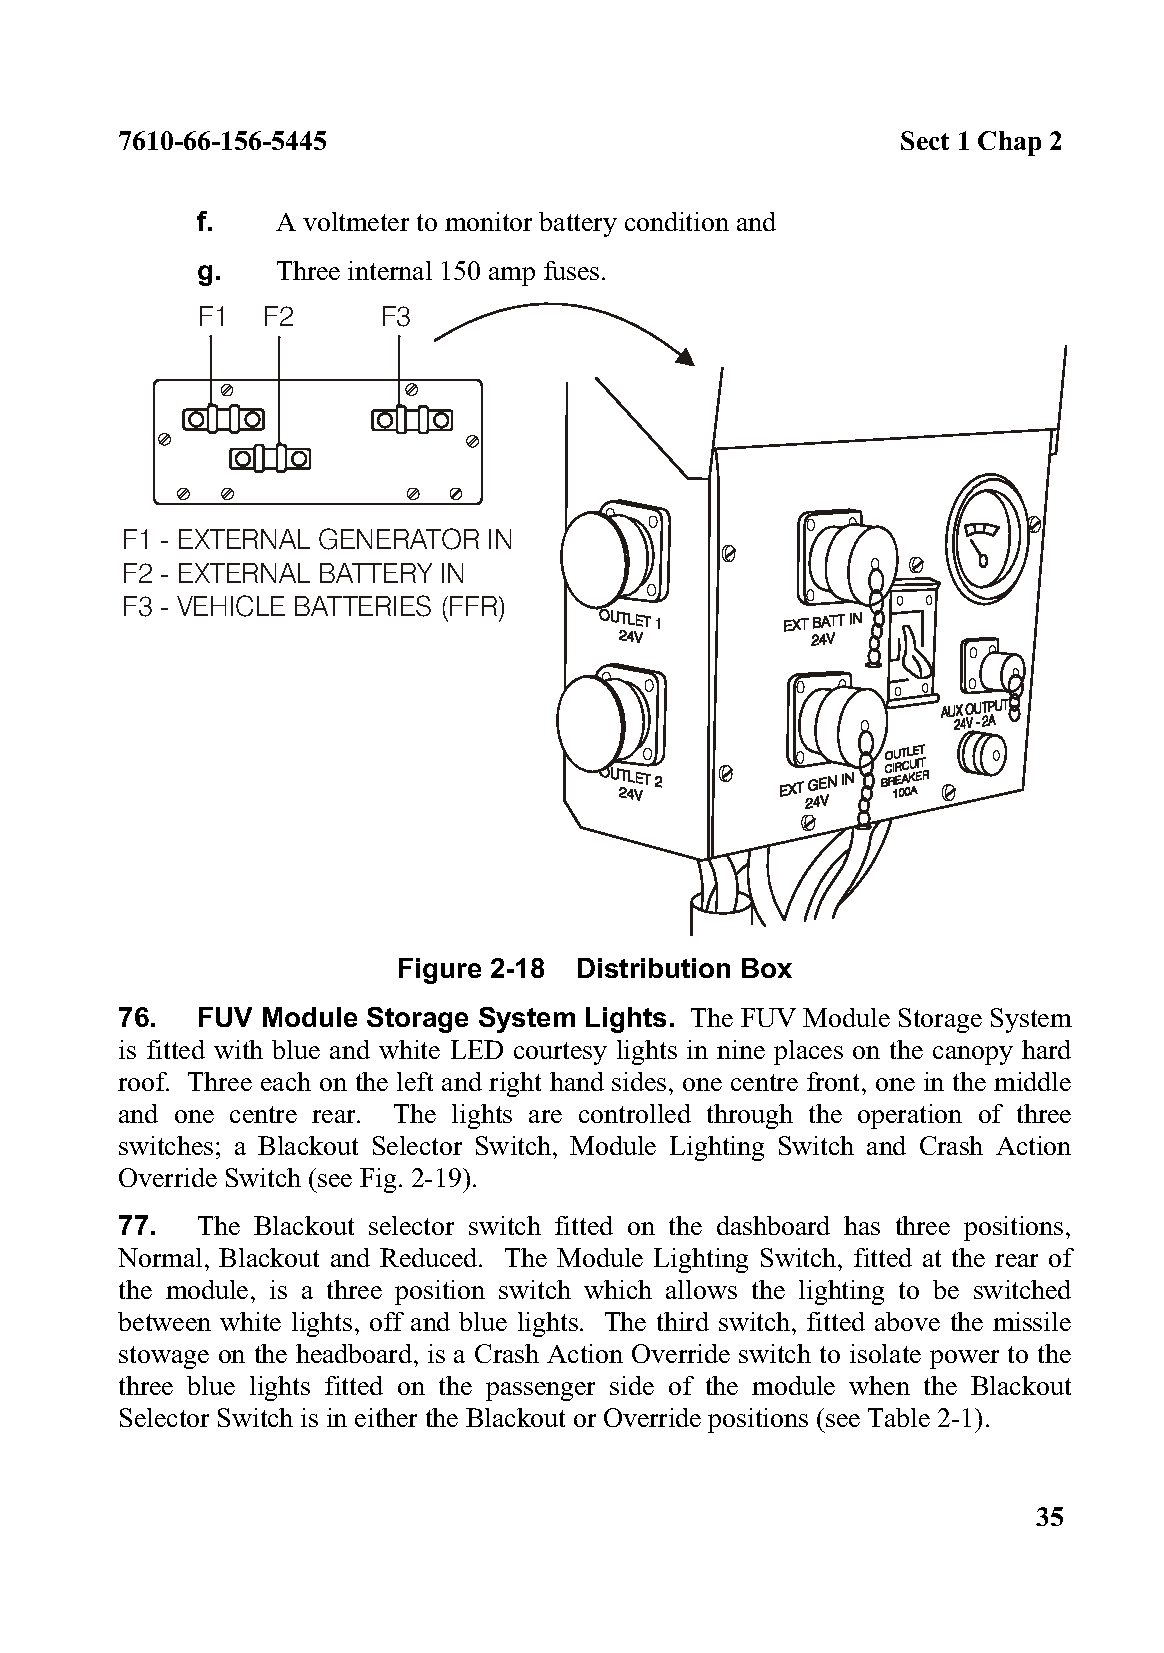 7610-66-156-5445 Sect 1 Chap 2
f. A voltmeter to monitor battery condition and
g. Three internal 150 amp fuses.
F1 F2 F3
F1 - EXTERNAL GENERATOR IN
F2 - EXTERNAL BATTERY IN
F3 - VEHICLE BATTERIES (FFR)
OUTLET 1
24V
EXT BATT IN
24V
AUX OUTPUT
24V - 2A
OUTLET 2
24V
EXT GEN IN
24V
OUTLET
CIRCUIT
BREAKER
100A
Figure 2-18 Distribution Box
76. FUV Module Storage System Lights. The FUV Module Storage System
is fitted with blue and white LED courtesy lights in nine places on the canopy hard
roof. Three each on the left and right hand sides, one centre front, one in the middle
and one centre rear. The lights are controlled through the operation of three
switches; a Blackout Selector Switch, Module Lighting Switch and Crash Action
Override Switch (see Fig. 2-19).
77. The Blackout selector switch fitted on the dashboard has three positions,
Normal, Blackout and Reduced. The Module Lighting Switch, fitted at the rear of
the module, is a three position switch which allows the lighting to be switched
between white lights, off and blue lights. The third switch, fitted above the missile
stowage on the headboard, is a Crash Action Override switch to isolate power to the
three blue lights fitted on the passenger side of the module when the Blackout
Selector Switch is in either the Blackout or Override positions (see Table 2-1).
35